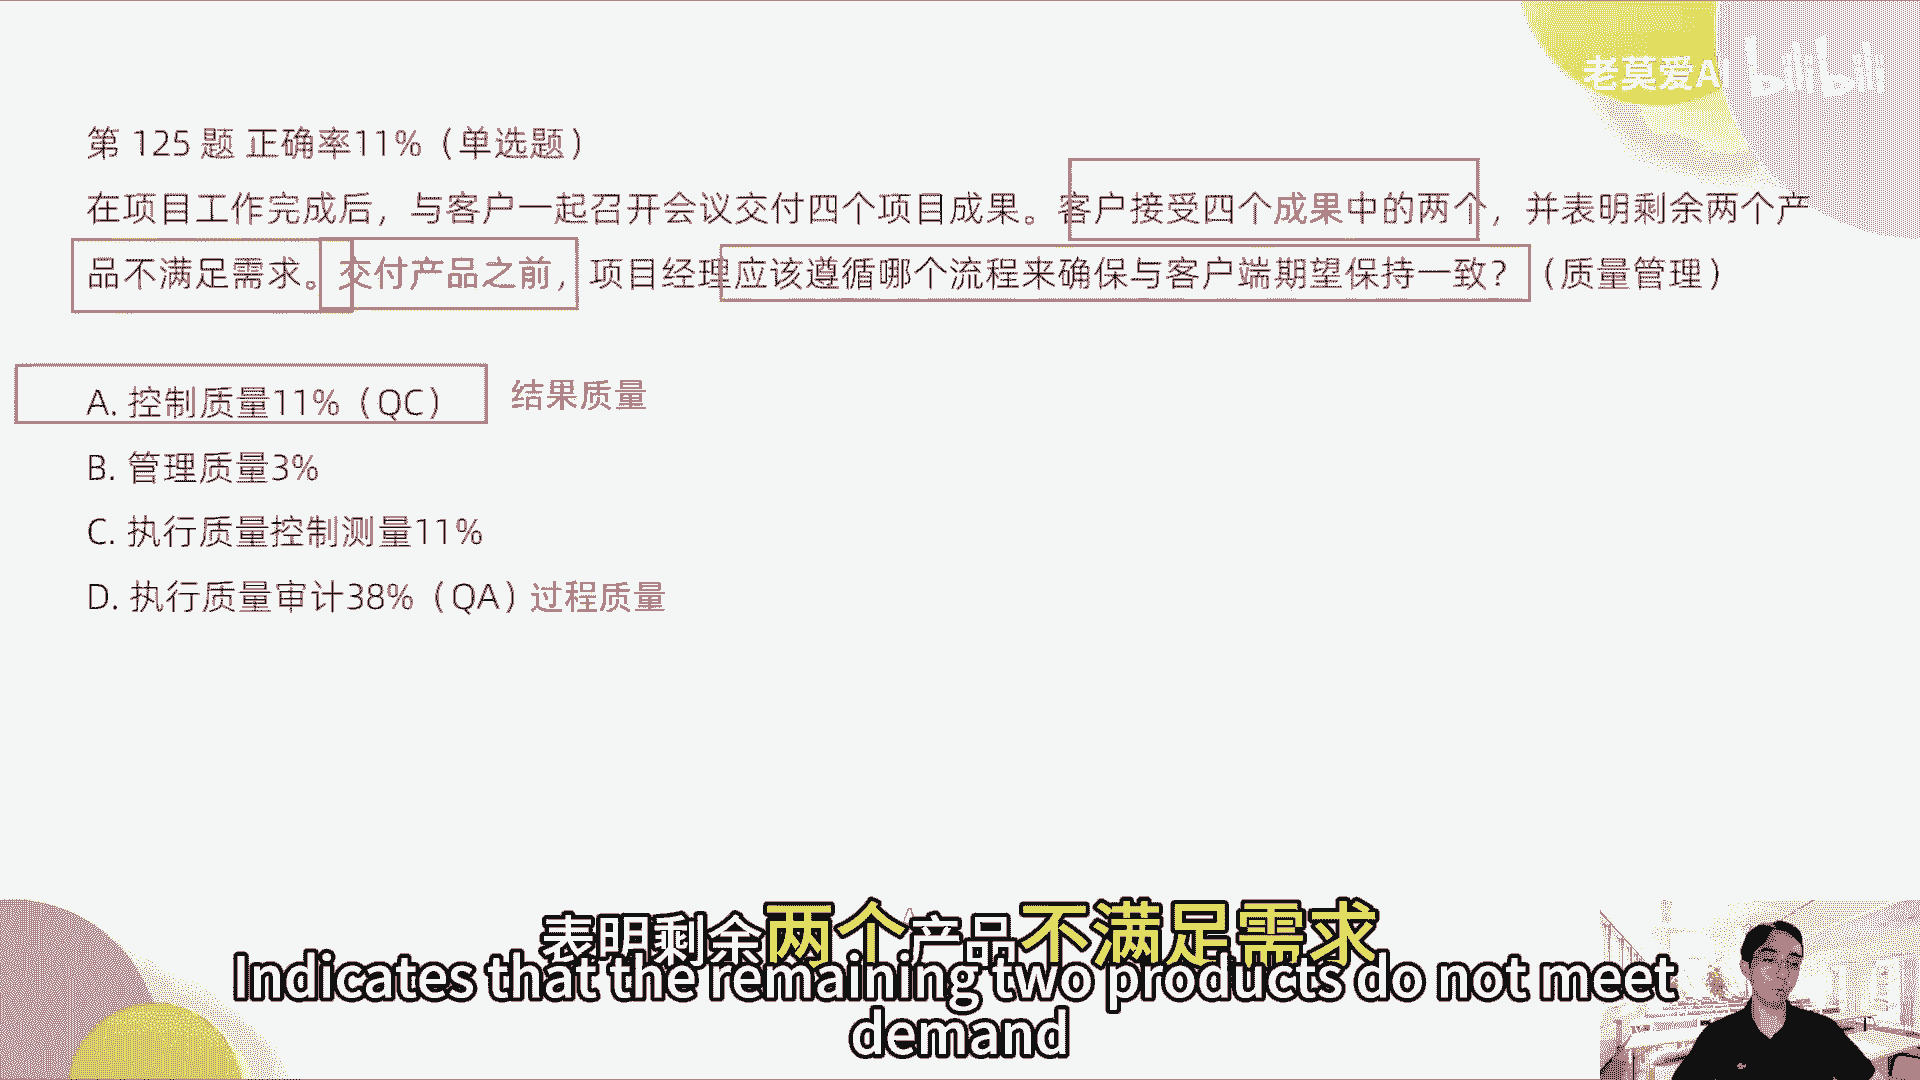 老莫爱AI bilibili
第 125 题 正确率11%（单选题）
在项目工作完成后，与客户一起召开会议交付四个项目成果。客户接受四个成果中的两个，并表明剩余两个产
品不满足需求。交付产品之前，项目经理应该遵循哪个流程来确保与客户端期望保持一致？（质量管理）
A. 控制质量11%（QC） 结果质量
B. 管理质量3%
C. 执行质量控制测量11%
D. 执行质量审计38%（QA）过程质量
表明剩余两个产品不满足需求
Indicates that the remaining two products do not meet
demand